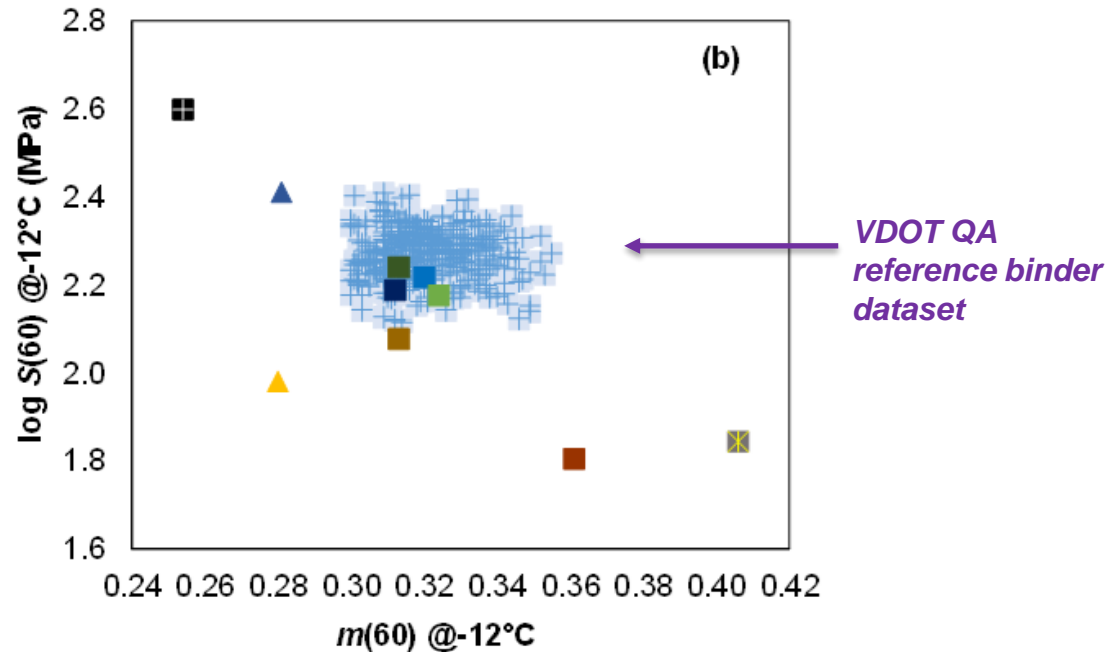 2.8
2.6
2.4
2.2
2.0
1.8
1.6
log S(60) @-12°C (MPa)
(b)
VDOT QA
reference binder
dataset
0.24 0.26 0.28 0.30 0.32 0.34 0.36 0.38 0.40 0.42
m(60) @-12°C